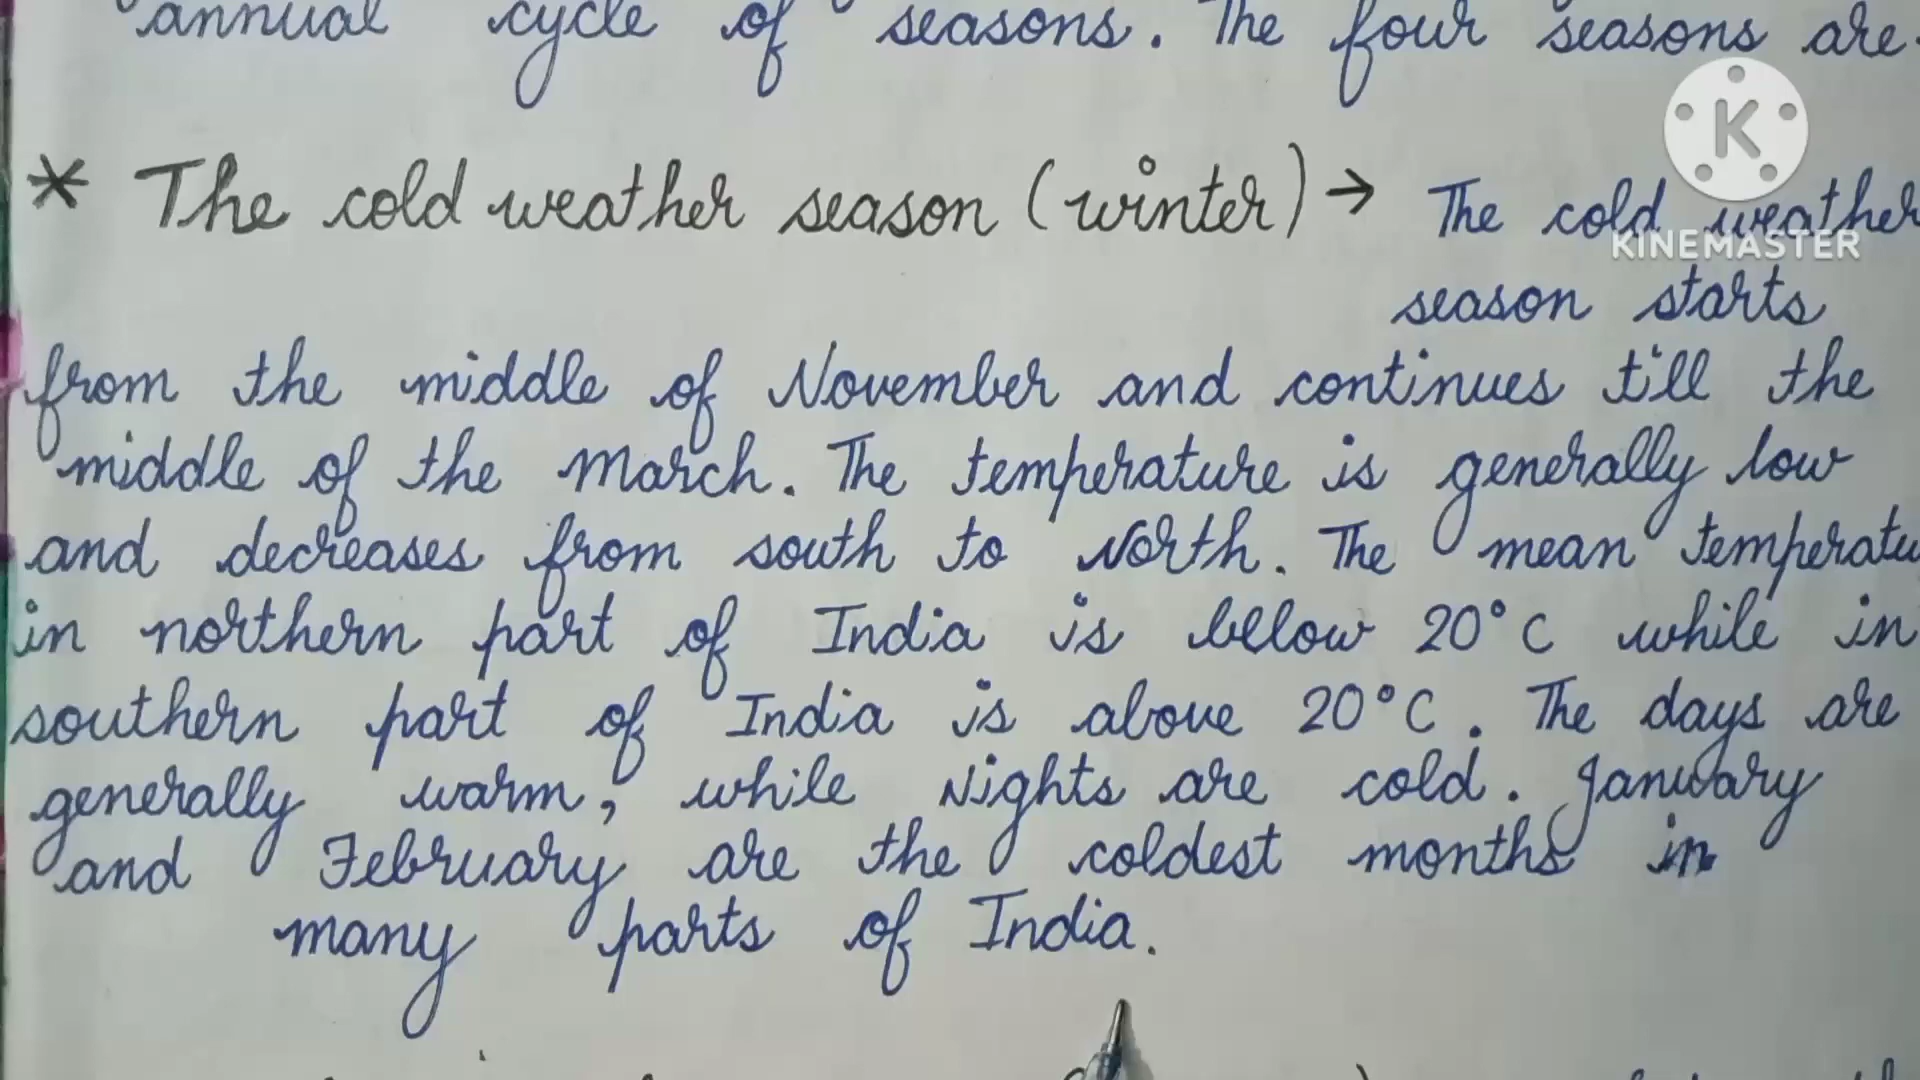 annual cycle of seasons. The four seasons are
* The cold weather season (winter) → The cold weather
KINEMASTER
season starts
from the middle of November and continues till the
middle of the March. The temperature is generally low
and decreases from south to North. The mean temperatu
in northern part of India is below 20°C while in
southern part of India is above 20°C. The days are
generally warm, while Nights are cold. January
and February are the coldest months in
many parts of India.